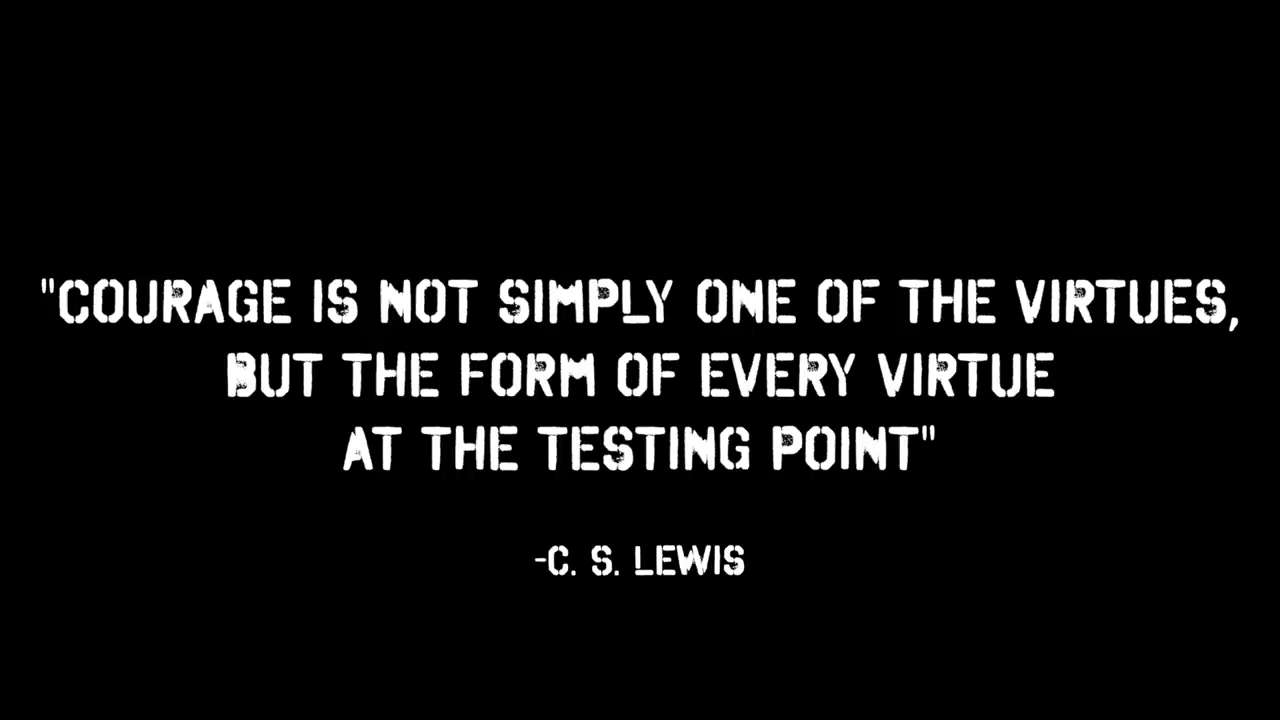 "COURAGE IS NOT SIMPLY ONE OF THE VIRTUES,
BUT THE FORM OF EVERY VIRTUE
AT THE TESTING POINT"
-C. S. LEWIS